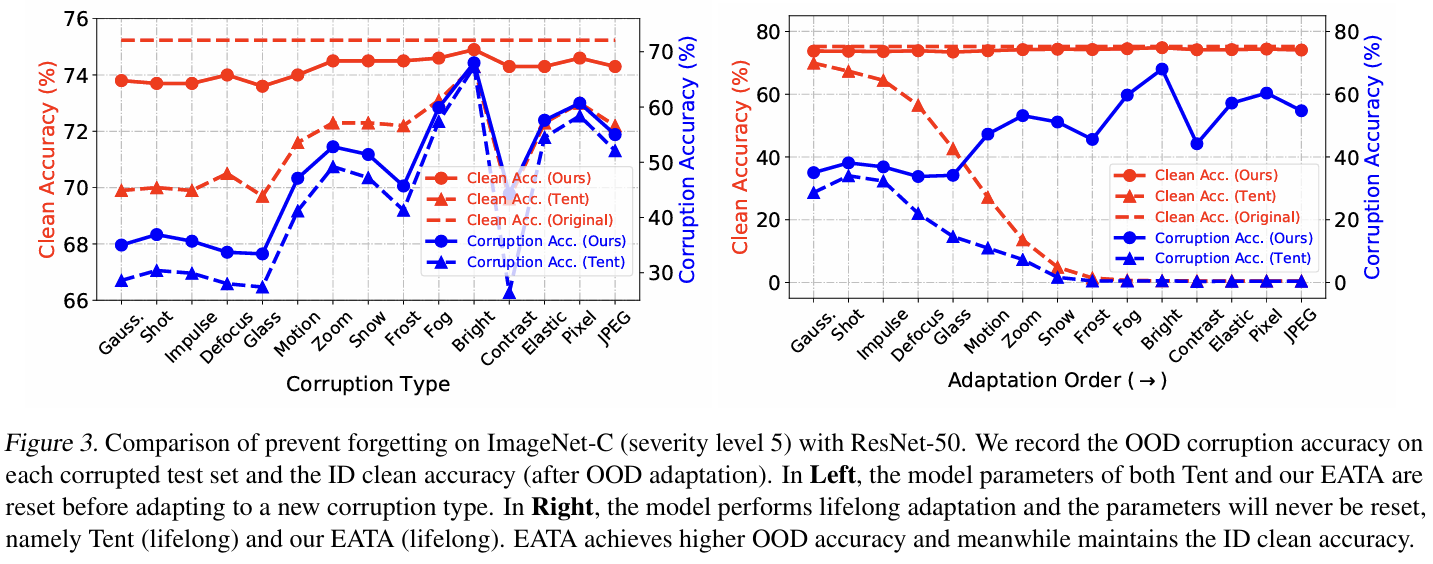 76
74
72
70
68
66
Clean Accuracy (%)
70
60
50
40
30
Corruption Accuracy (%)
Clean Acc. (Ours)
Clean Acc. (Tent)
Clean Acc. (Original)
Corruption Acc. (Ours)
Corruption Acc. (Tent)
Gauss.
Shot
Impulse
Defocus
Glass
Motion
Zoom
Snow
Frost
Fog
Bright
Contrast
Elastic
Pixel
JPEG
Corruption Type
80
60
40
20
0
Clean Accuracy (%)
80
60
40
20
0
Corruption Accuracy (%)
Clean Acc. (Ours)
Clean Acc. (Tent)
Clean Acc. (Original)
Corruption Acc. (Ours)
Corruption Acc. (Tent)
Gauss.
Shot
Impulse
Defocus
Glass
Motion
Zoom
Snow
Frost
Fog
Bright
Contrast
Elastic
Pixel
JPEG
Adaptation Order (→)
Figure 3. Comparison of prevent forgetting on ImageNet-C (severity level 5) with ResNet-50. We record the OOD corruption accuracy on
each corrupted test set and the ID clean accuracy (after OOD adaptation). In Left, the model parameters of both Tent and our EATA are
reset before adapting to a new corruption type. In Right, the model performs lifelong adaptation and the parameters will never be reset,
namely Tent (lifelong) and our EATA (lifelong). EATA achieves higher OOD accuracy and meanwhile maintains the ID clean accuracy.